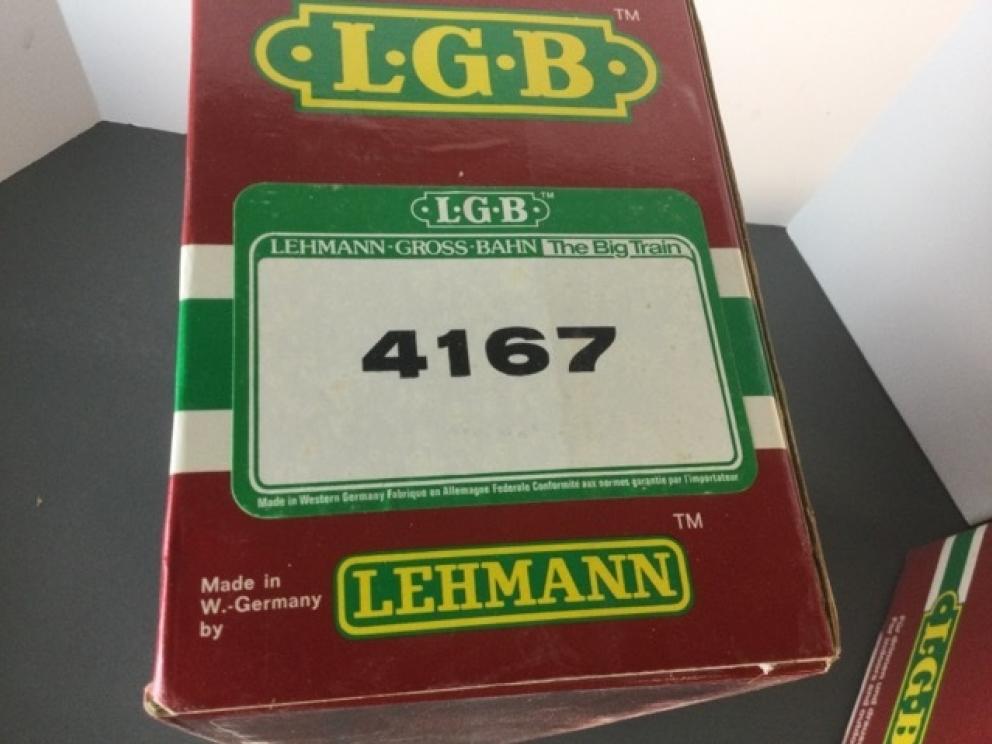 L·G·B TM
L·G·B TM
LEHMANN-GROSS-BAHN The Big Train
4167
Made in Western Germany Fabrique en Allemagne Federale Conformité aux normes garantie par l'importateur
TM
Made in
W.-Germany
by
LEHMANN
L·G·B